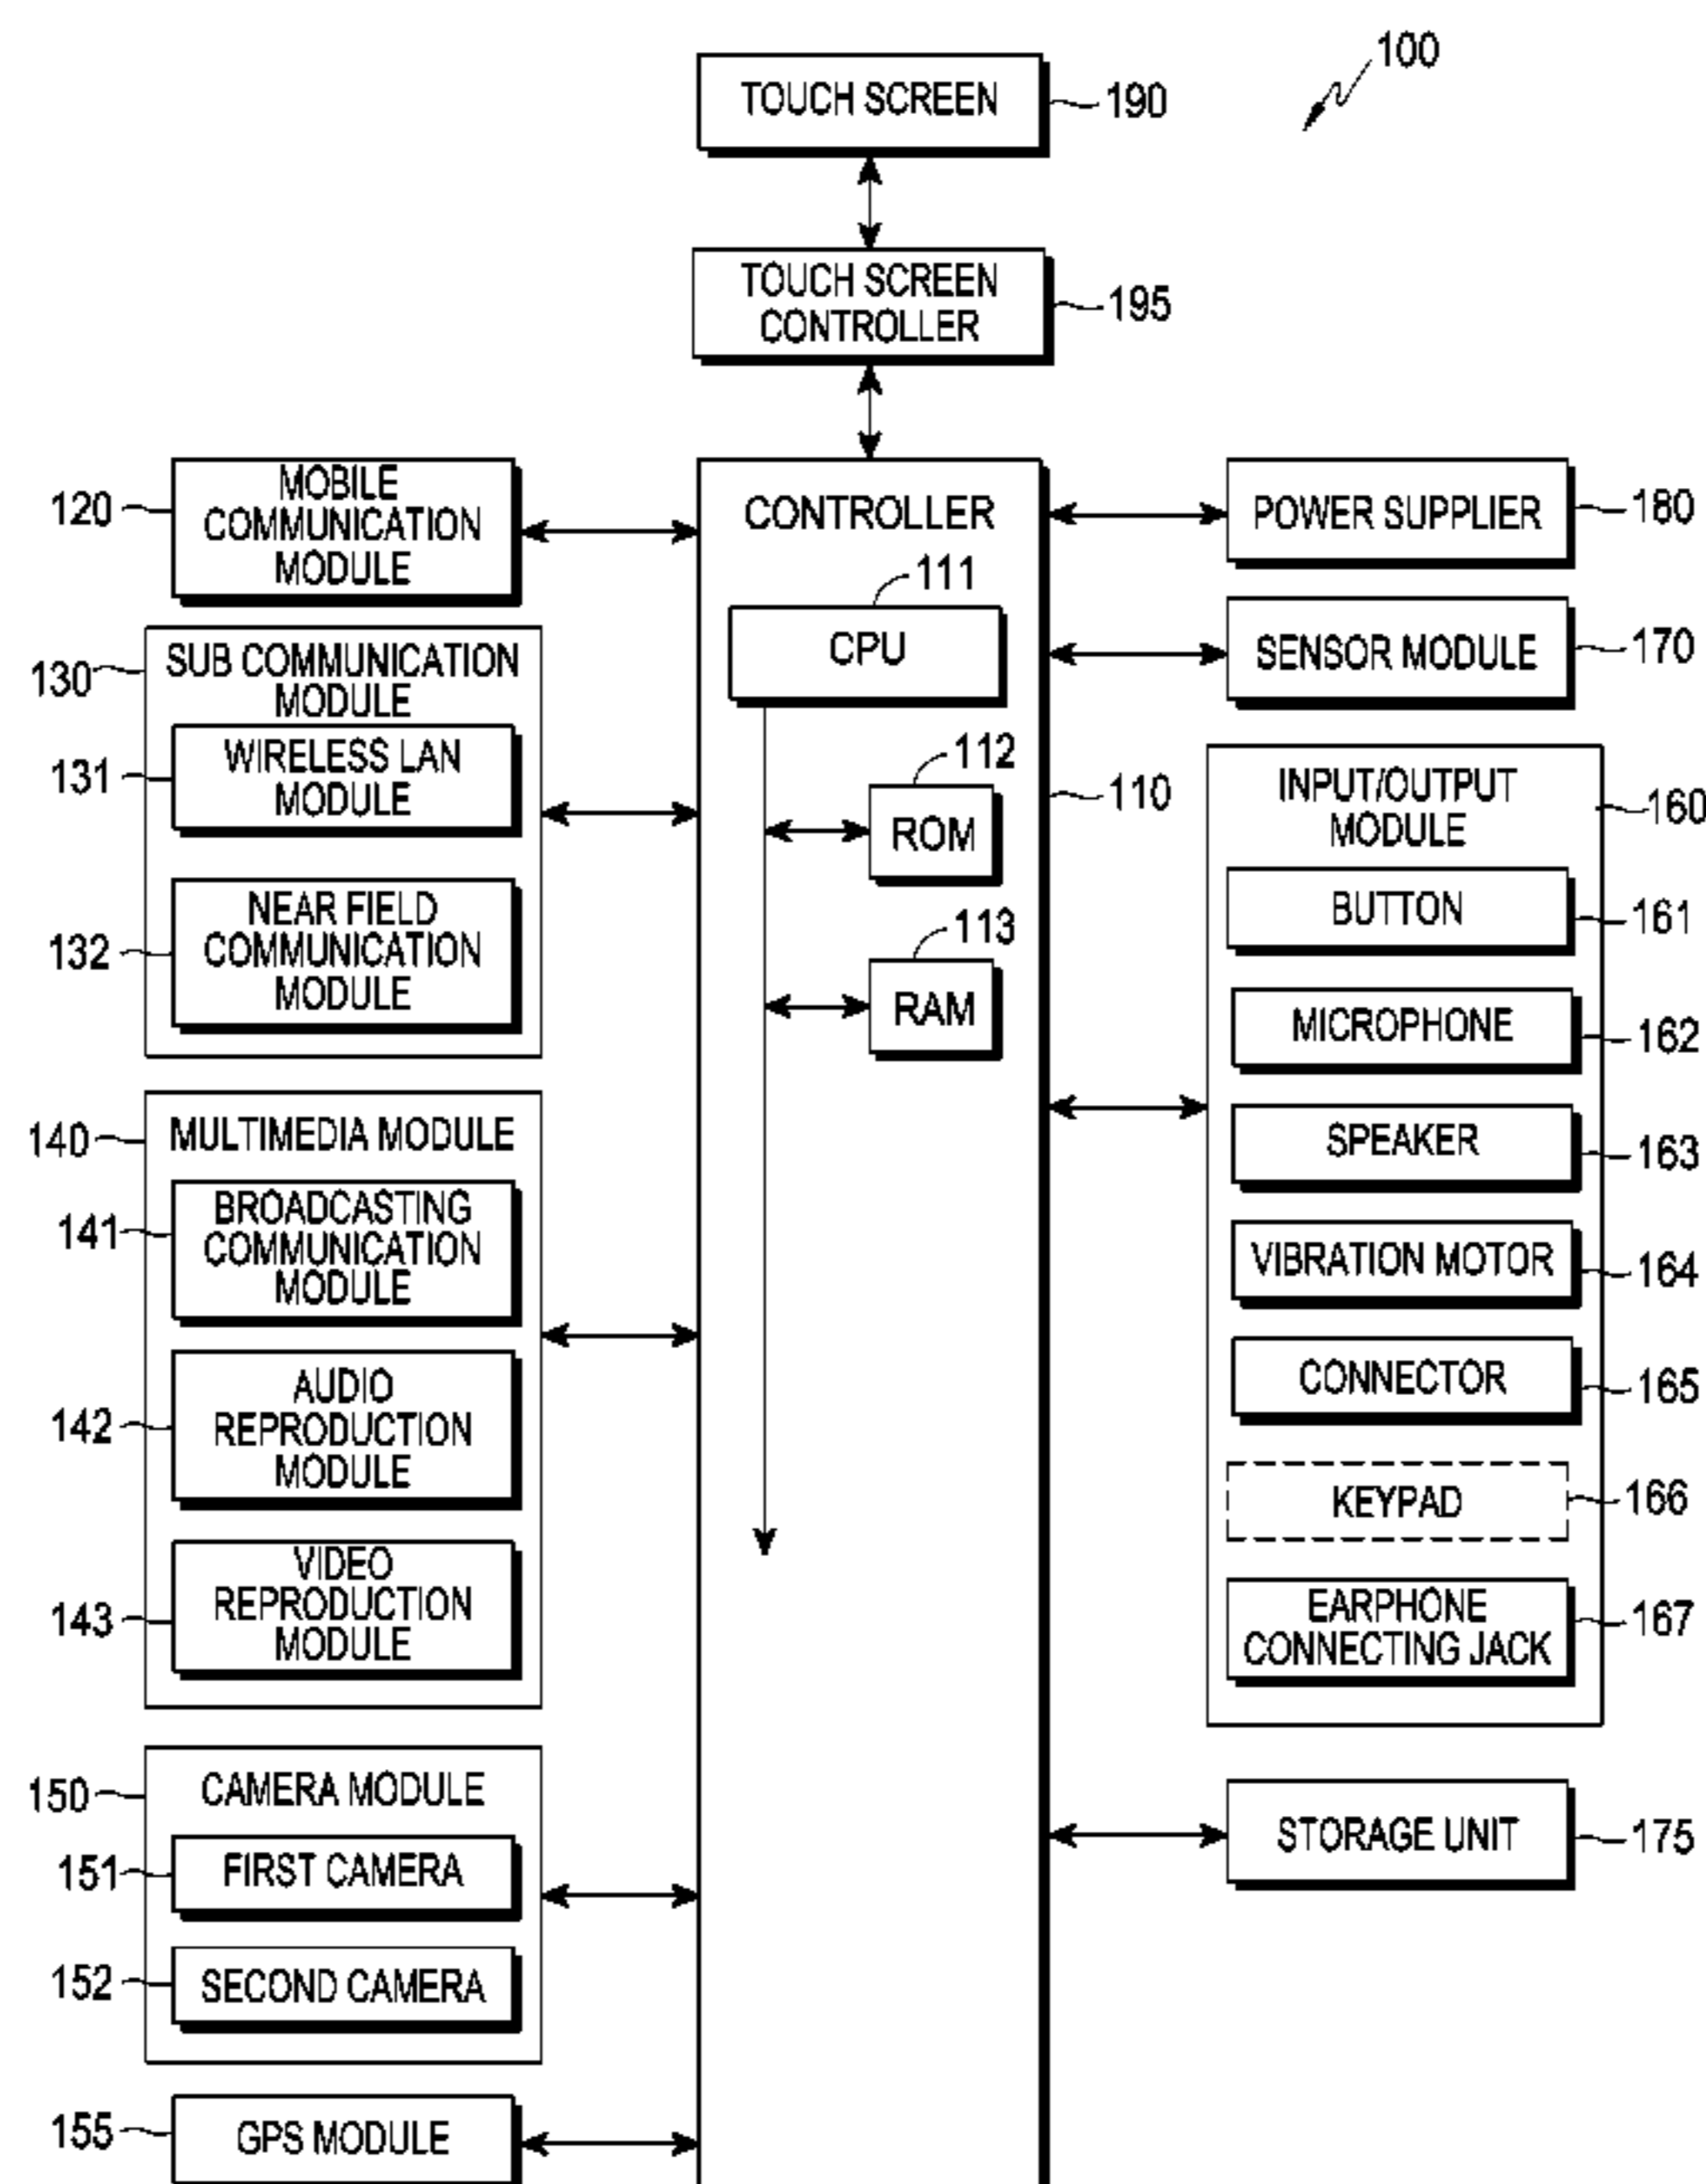 100
TOUCH SCREEN
190
TOUCH SCREEN
CONTROLLER
195
120
MOBILE
COMMUNICATION
MODULE
130
SUB COMMUNICATION
MODULE
131
WIRELESS LAN
MODULE
132
NEAR FIELD
COMMUNICATION
MODULE
140
MULTIMEDIA MODULE
141
BROADCASTING
COMMUNICATION
MODULE
142
AUDIO
REPRODUCTION
MODULE
143
VIDEO
REPRODUCTION
MODULE
150
CAMERA MODULE
151
FIRST CAMERA
152
SECOND CAMERA
155
GPS MODULE
CONTROLLER
111
CPU
112
ROM
110
113
RAM
POWER SUPPLIER
180
SENSOR MODULE
170
INPUT/OUTPUT
MODULE
160
BUTTON
161
MICROPHONE
162
SPEAKER
163
VIBRATION MOTOR
164
CONNECTOR
165
KEYPAD
166
EARPHONE
CONNECTING JACK
167
STORAGE UNIT
175